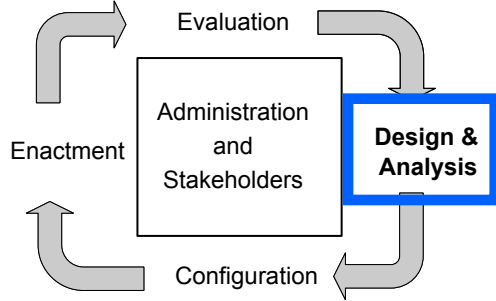 Evaluation
Administration
and
Stakeholders
Design &
Analysis
Enactment
Configuration